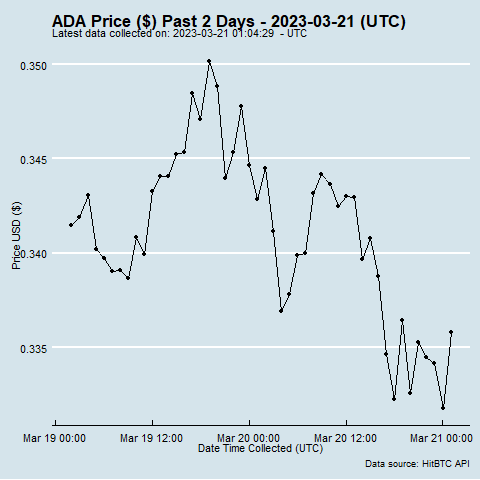 ADA Price ($) Past 2 Days - 2023-03-21 (UTC)
Latest data collected on: 2023-03-21 01:04:29  - UTC
0.350
0.345
0.340
0.335
Price USD ($)
Mar 19 00:00 Mar 19 12:00 Mar 20 00:00 Mar 20 12:00 Mar 21 00:00
Date Time Collected (UTC)
Data source: HitBTC API